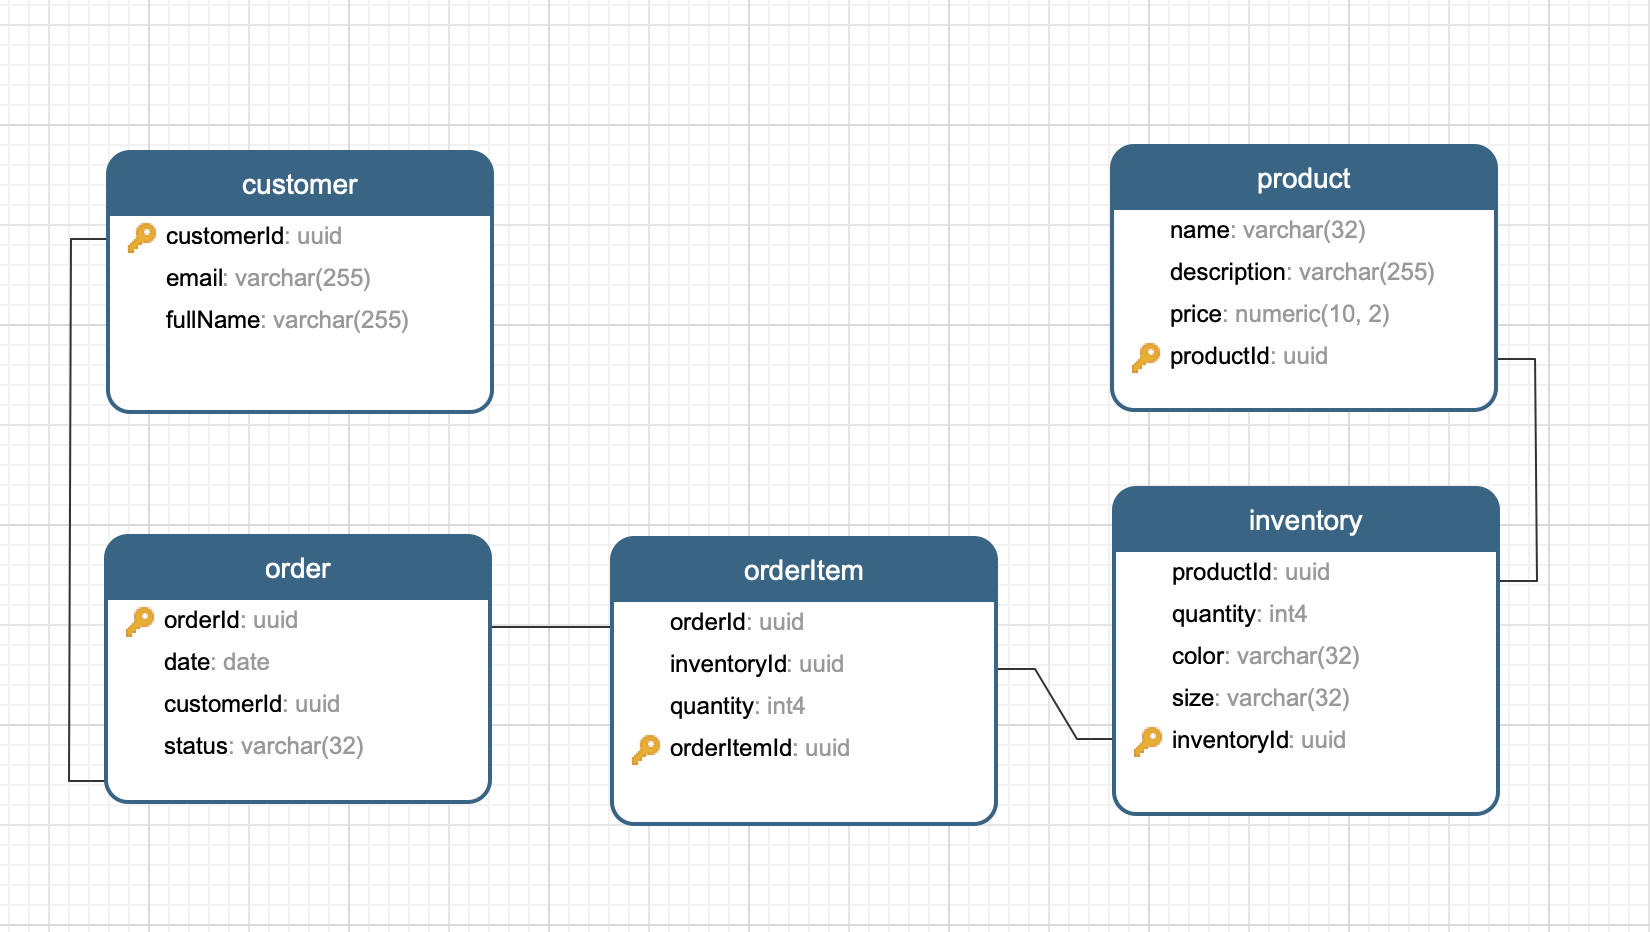 customer
customerId: uuid
email: varchar(255)
fullName: varchar(255)
product
name: varchar(32)
description: varchar(255)
price: numeric(10, 2)
productId: uuid
order
orderId: uuid
date: date
customerId: uuid
status: varchar(32)
orderItem
orderId: uuid
inventoryId: uuid
quantity: int4
orderItemId: uuid
inventory
productId: uuid
quantity: int4
color: varchar(32)
size: varchar(32)
inventoryId: uuid